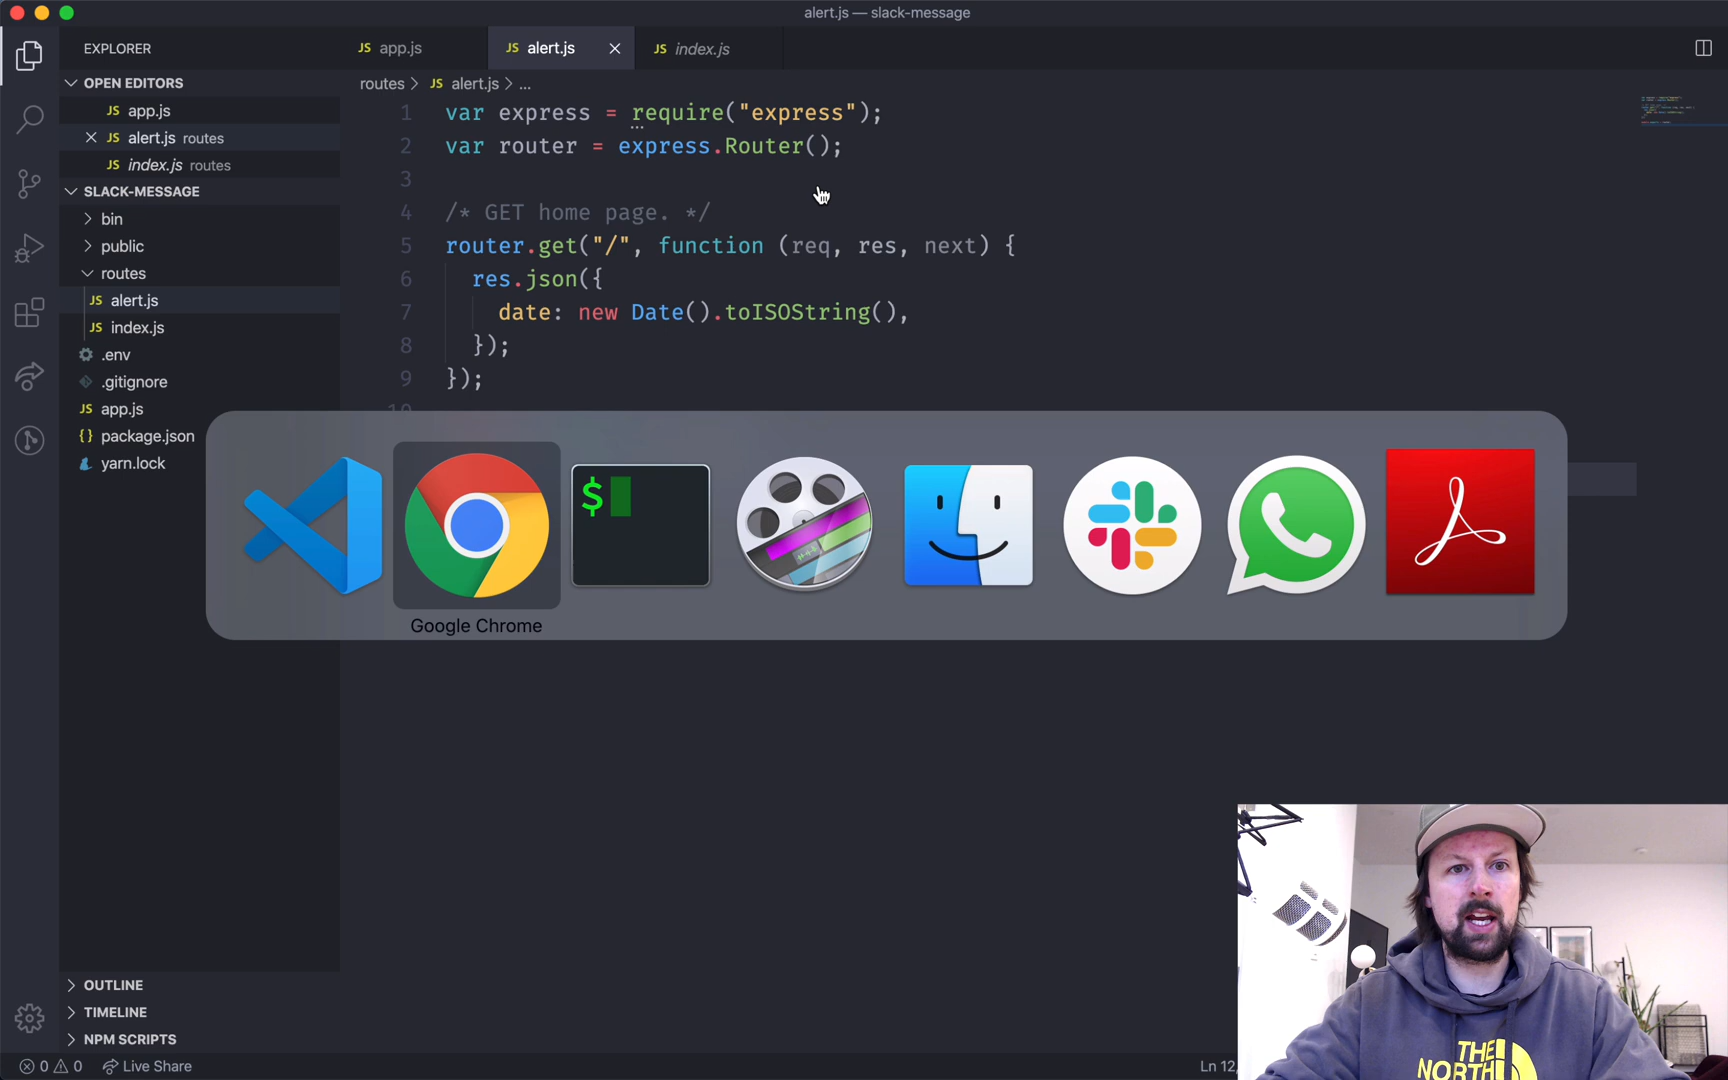 alert.js — slack-message
EXPLORER
OPEN EDITORS
JS app.js
JS alert.js routes
JS index.js routes
SLACK-MESSAGE
bin
public
routes
JS alert.js
JS index.js
.env
.gitignore
JS app.js
{} package.json
yarn.lock
OUTLINE
TIMELINE
NPM SCRIPTS
0 0 Live Share
JS app.js
JS alert.js
JS index.js
routes > JS alert.js > ...
1 var express = require("express");
2 var router = express.Router();
3
4 /* GET home page. */
5 router.get("/", function (req, res, next) {
6 res.json({
7 date: new Date().toISOString(),
8 });
9 });
10
$
Google Chrome
Ln 12,
THE
NORTH